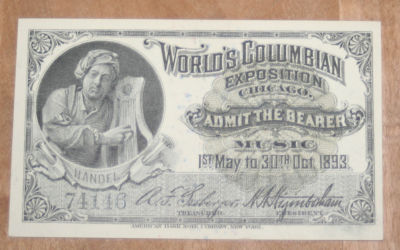 WORLD'S COLUMBIAN
EXPOSITION
CHICAGO.
ADMIT THE BEARER
MUSIC
1ST May to 30TH Oct. 1893.
HANDEL
74148
TREASURER.
PRESIDENT
AMERICAN BANK NOTE COMPANY, NEW YORK.